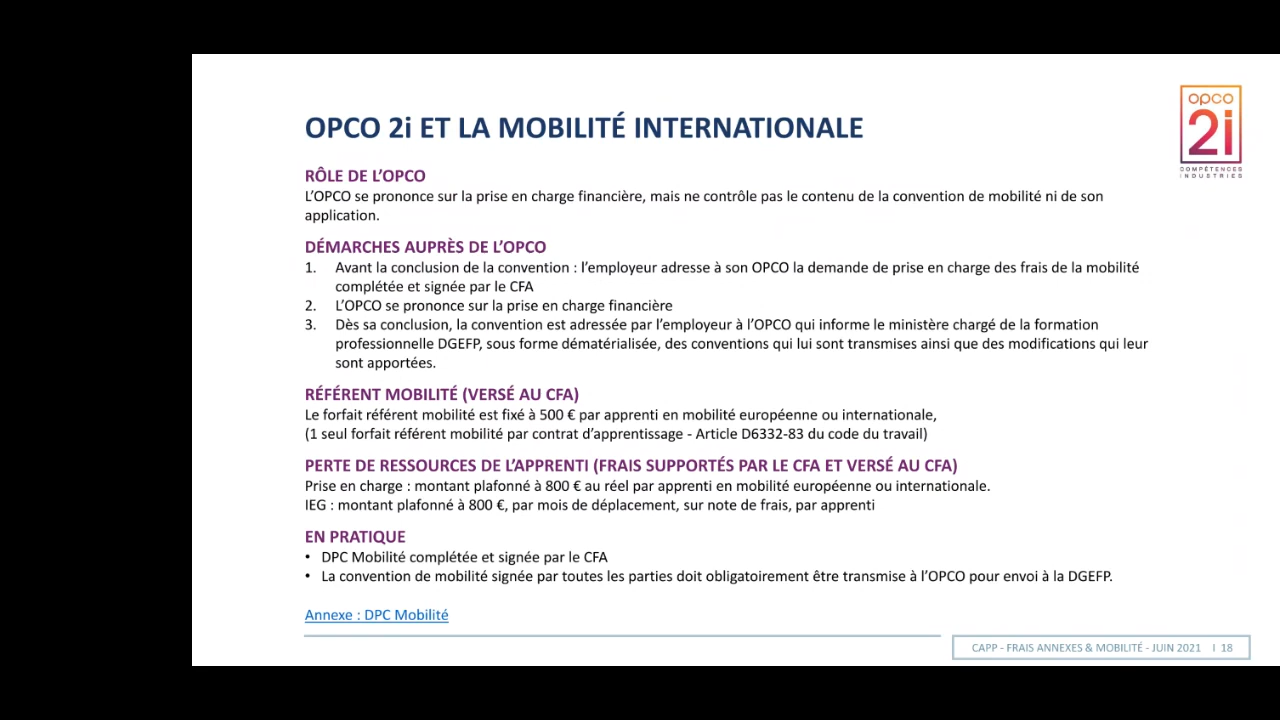 opco
2i
COMPÉTENCES
INDUSTRIES
OPCO 2i ET LA MOBILITÉ INTERNATIONALE
RÔLE DE L’OPCO
L’OPCO se prononce sur la prise en charge financière, mais ne contrôle pas le contenu de la convention de mobilité ni de son
application.
DÉMARCHES AUPRÈS DE L’OPCO
1. Avant la conclusion de la convention : l’employeur adresse à son OPCO la demande de prise en charge des frais de la mobilité
complétée et signée par le CFA
2. L’OPCO se prononce sur la prise en charge financière
3. Dès sa conclusion, la convention est adressée par l’employeur à l’OPCO qui informe le ministère chargé de la formation
professionnelle DGEFP, sous forme dématérialisée, des conventions qui lui sont transmises ainsi que des modifications qui leur
sont apportées.
RÉFÉRENT MOBILITÉ (VERSÉ AU CFA)
Le forfait référent mobilité est fixé à 500 € par apprenti en mobilité européenne ou internationale,
(1 seul forfait référent mobilité par contrat d’apprentissage - Article D6332-83 du code du travail)
PERTE DE RESSOURCES DE L’APPRENTI (FRAIS SUPPORTÉS PAR LE CFA ET VERSÉ AU CFA)
Prise en charge : montant plafonné à 800 € au réel par apprenti en mobilité européenne ou internationale.
IEG : montant plafonné à 800 €, par mois de déplacement, sur note de frais, par apprenti
EN PRATIQUE
• DPC Mobilité complétée et signée par le CFA
• La convention de mobilité signée par toutes les parties doit obligatoirement être transmise à l’OPCO pour envoi à la DGEFP.
Annexe : DPC Mobilité
CAPP - FRAIS ANNEXES & MOBILITÉ - JUIN 2021 I 18